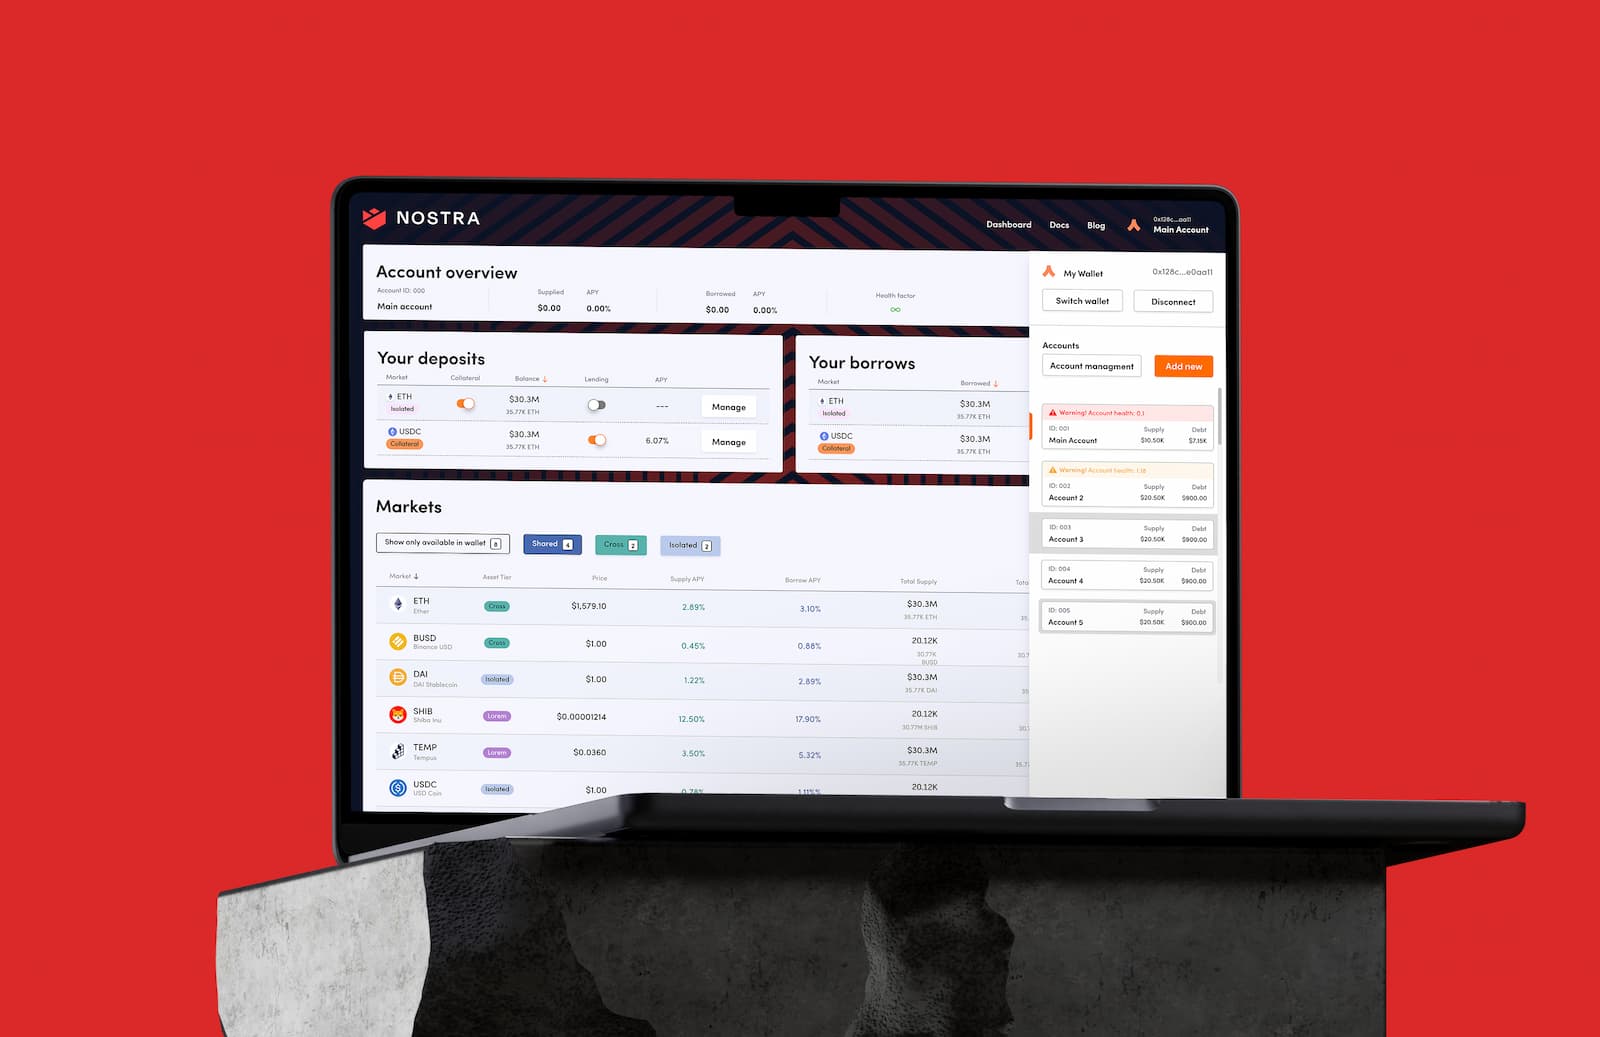 NOSTRA
Dashboard Docs Blog
0x128c...aa11
Main Account
Account overview
Account ID: 000
Main account
Supplied APY
$0.00 0.00%
Borrowed APY
$0.00 0.00%
Health factor
∞
Your deposits
Market Collateral Balance ↓ Lending APY
ETH $30.3M --- Manage
Isolated 35.77K ETH
USDC $30.3M 6.07% Manage
Collateral 35.77K ETH
Your borrows
Market Borrowed ↓
ETH $30.3M
Isolated 35.77K ETH
USDC $30.3M
Collateral 35.77K ETH
Markets
Show only available in wallet 8 Shared 4 Cross 2 Isolated 2
Market ↓ Asset Tier Price Supply APY Borrow APY Total Supply Tota
ETH Cross $1,579.10 2.89% 3.10% $30.3M
Ether 35.77K ETH 35.
BUSD Cross $1.00 0.45% 0.88% 20.12K
Binance USD 30.77K 30.7
BUSD
DAI Isolated $1.00 1.22% 2.89% $30.3M
DAI Stablecoin 35.77K DAI 35
SHIB Lorem $0.00001214 12.50% 17.90% 20.12K
Shiba Inu 30.77M SHIB 30.
TEMP Lorem $0.0360 3.50% 5.32% $30.3M
Tempus 35.77K TEMP 35.7
USDC Isolated $1.00 0.78% 1.11% 20.12K
USD Coin
My Wallet 0x128c...e0aa11
Switch wallet Disconnect
Accounts
Account managment Add new
Warning! Account health: 0.1
ID: 001 Supply Debt
Main Account $10.50K $7.15K
Warning! Account health: 1.18
ID: 002 Supply Debt
Account 2 $20.50K $900.00
ID: 003 Supply Debt
Account 3 $20.50K $900.00
ID: 004 Supply Debt
Account 4 $20.50K $900.00
ID: 005 Supply Debt
Account 5 $20.50K $900.00